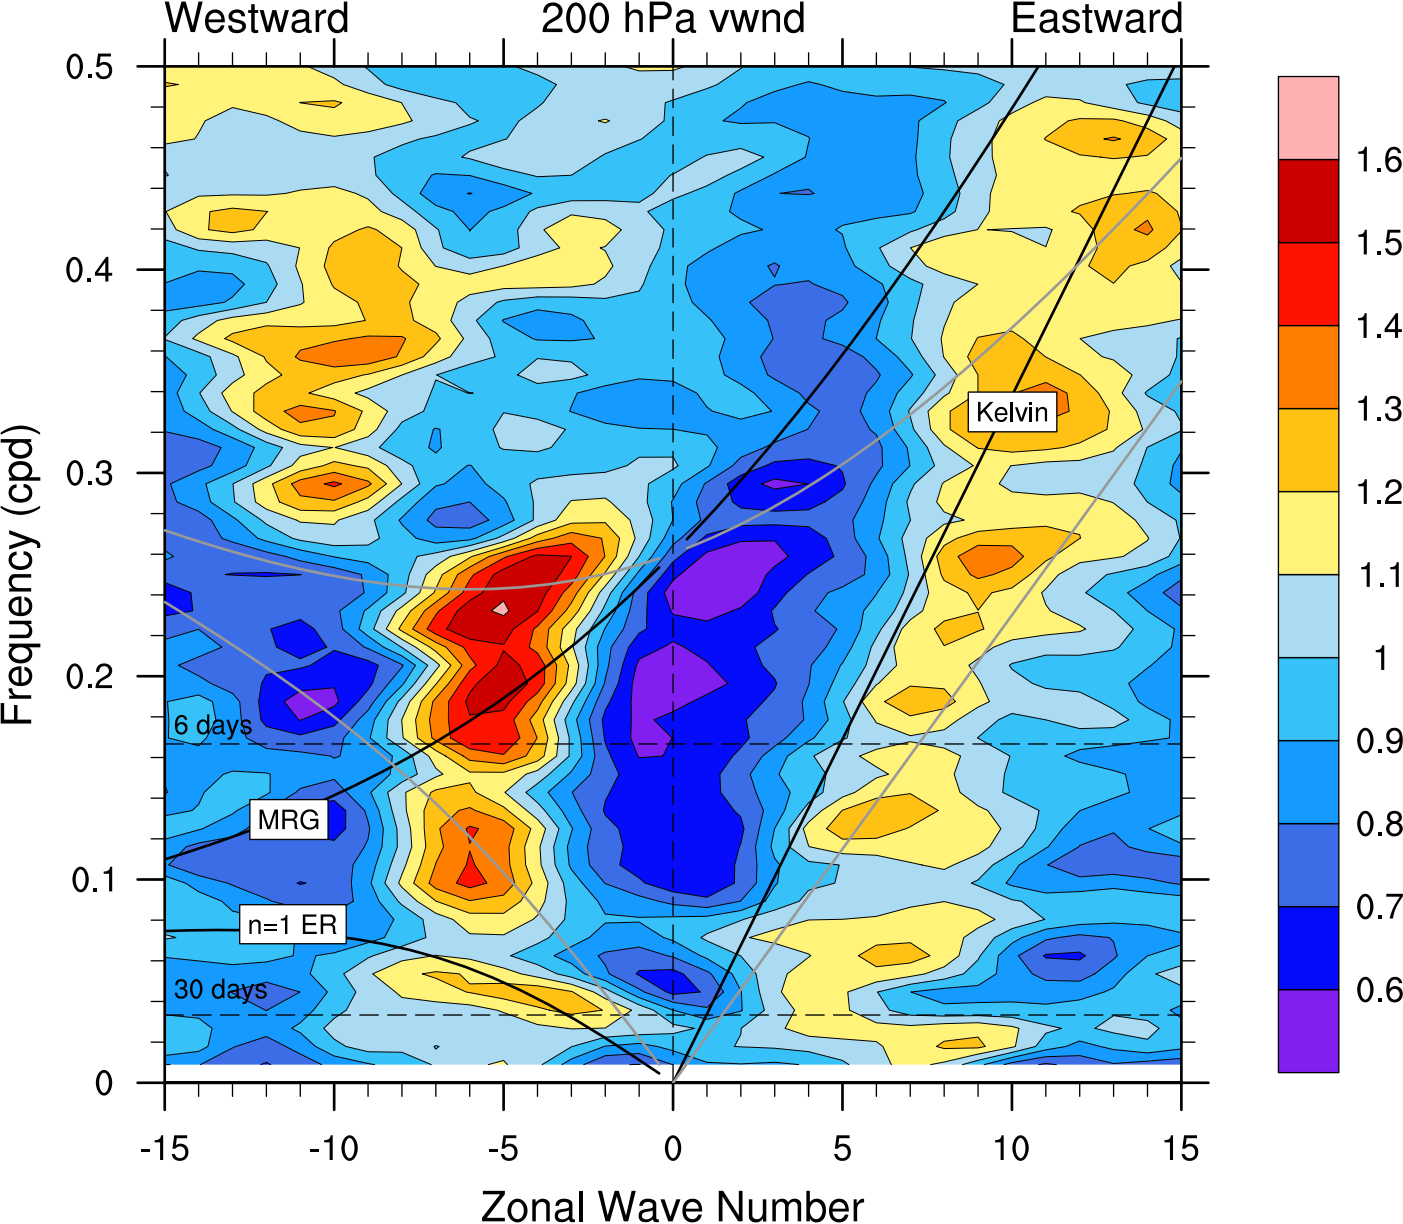 Westward 200 hPa vwnd Eastward
0.5
0.4
0.3
0.2
0.1
0
Frequency (cpd)
Kelvin
6 days
MRG
n=1 ER
30 days
-15 -10 -5 0 5 10 15
Zonal Wave Number
1.6
1.5
1.4
1.3
1.2
1.1
1
0.9
0.8
0.7
0.6